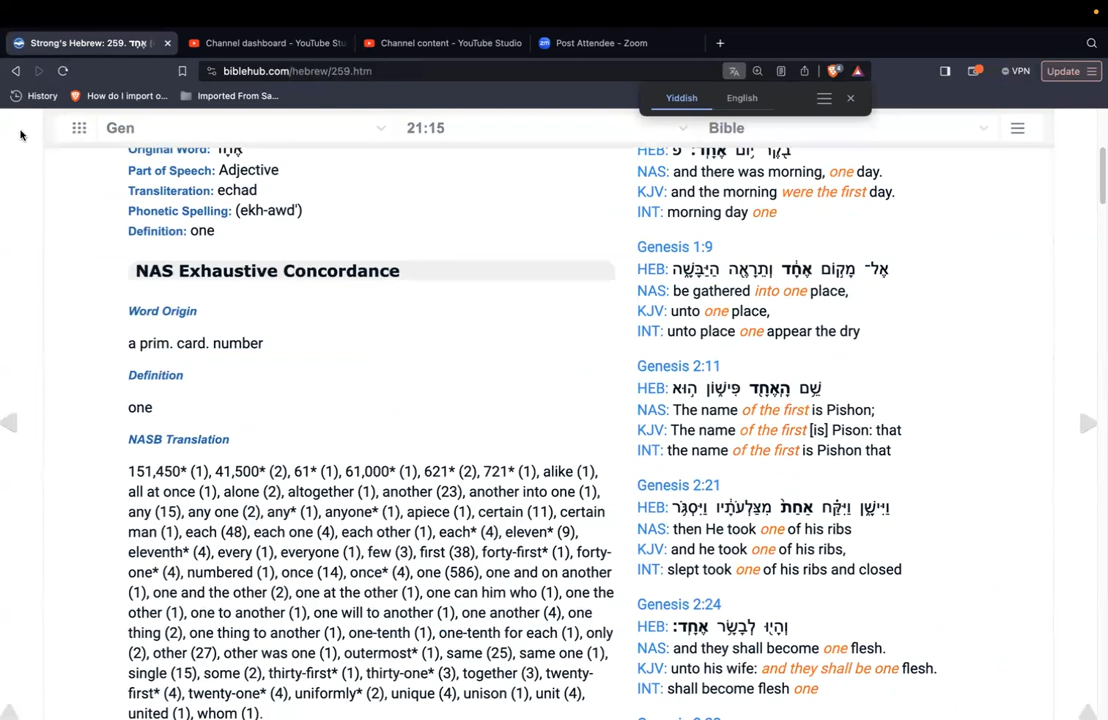 Strong's Hebrew: 259. אֶחָד (
Channel dashboard - YouTube Stu
Channel content - YouTube Studio
Post Attendee - Zoom
biblehub.com/hebrew/259.htm
VPN
Update
History
How do I import o...
Imported From Sa...
Yiddish
English
Gen
21:15
Bible
Original Word: אֶחָד
Part of Speech: Adjective
Transliteration: echad
Phonetic Spelling: (ekh-awd')
Definition: one
NAS Exhaustive Concordance
Word Origin
a prim. card. number
Definition
one
NASB Translation
151,450* (1), 41,500* (2), 61* (1), 61,000* (1), 621* (2), 721* (1), alike (1),
all at once (1), alone (2), altogether (1), another (23), another into one (1),
any (15), any one (2), any* (1), anyone* (1), apiece (1), certain (11), certain
man (1), each (48), each one (4), each other (1), each* (4), eleven* (9),
eleventh* (4), every (1), everyone (1), few (3), first (38), forty-first* (1), forty-
one* (4), numbered (1), once (14), once* (4), one (586), one and on another
(1), one and the other (2), one at the other (1), one can him who (1), one the
other (1), one to another (1), one will to another (1), one another (4), one
thing (2), one thing to another (1), one-tenth (1), one-tenth for each (1), only
(2), other (27), other was one (1), outermost* (1), same (25), same one (1),
single (15), some (2), thirty-first* (1), thirty-one* (3), together (3), twenty-
first* (4), twenty-one* (4), uniformly* (2), unique (4), unison (1), unit (4),
united (1), whom (1).
HEB: בֹ֖קֶר י֥וֹם אֶחָֽד׃ פ
NAS: and there was morning, one day.
KJV: and the morning were the first day.
INT: morning day one
Genesis 1:9
HEB: אֶל־ מָק֣וֹם אֶחָ֔ד וְתֵרָאֶ֖ה הַיַּבָּשָׁ֑ה
NAS: be gathered into one place,
KJV: unto one place,
INT: unto place one appear the dry
Genesis 2:11
HEB: שֵׁ֥ם הָֽאֶחָ֖ד פִּישׁ֑וֹן ה֣וּא
NAS: The name of the first is Pishon;
KJV: The name of the first [is] Pison: that
INT: the name of the first is Pishon that
Genesis 2:21
HEB: וַיִּישָׁ֑ן וַיִּקַּ֗ח אַחַת֙ מִצַּלְעֹתָ֔יו וַיִּסְגֹּ֥ר
NAS: then He took one of his ribs
KJV: and he took one of his ribs,
INT: slept took one of his ribs and closed
Genesis 2:24
HEB: וְהָי֖וּ לְבָשָׂ֥ר אֶחָֽד׃
NAS: and they shall become one flesh.
KJV: unto his wife: and they shall be one flesh.
INT: shall become flesh one